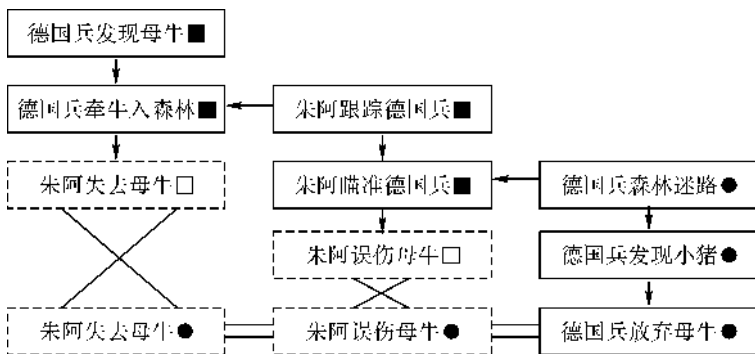 德国兵发现母牛■
德国兵牵牛入森林■
朱阿跟踪德国兵■
朱阿失去母牛□
朱阿瞄准德国兵■
德国兵森林迷路●
朱阿误伤母牛□
德国兵发现小猪●
朱阿失去母牛●
朱阿误伤母牛●
德国兵放弃母牛●